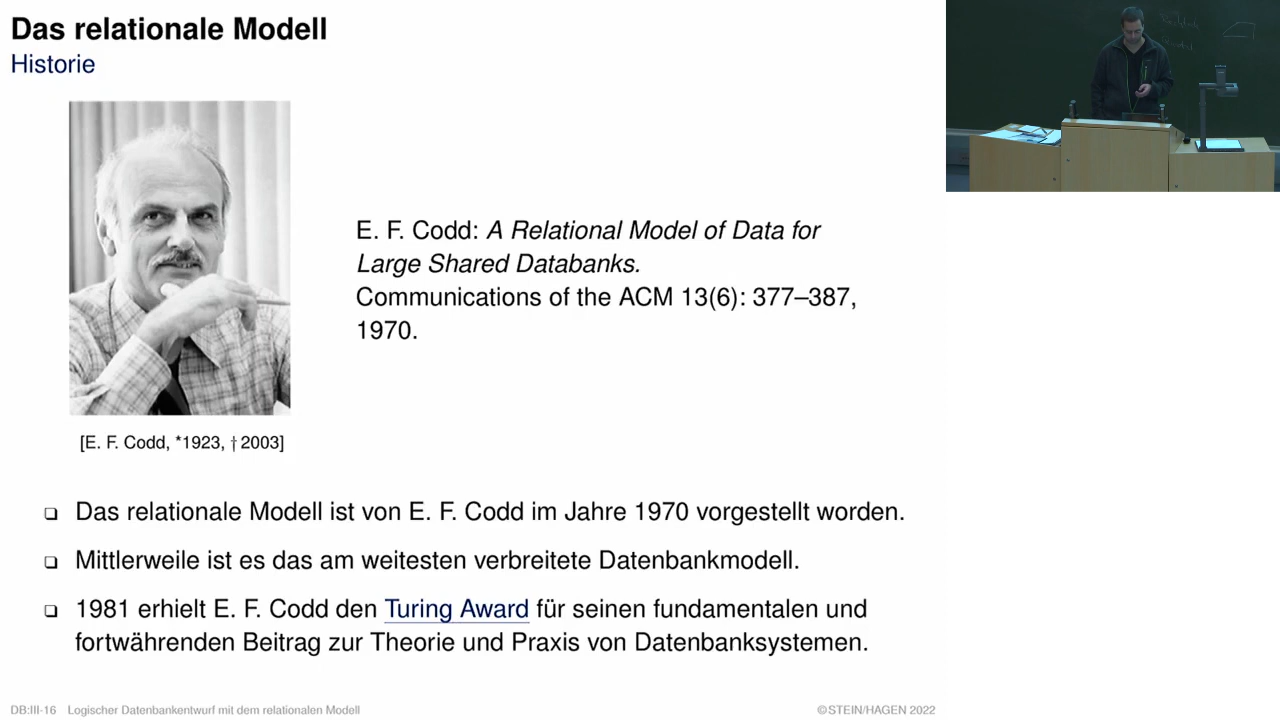 Das relationale Modell
Historie
E. F. Codd: A Relational Model of Data for
Large Shared Databanks.
Communications of the ACM 13(6): 377–387,
1970.
[E. F. Codd, *1923, † 2003]
❑ Das relationale Modell ist von E. F. Codd im Jahre 1970 vorgestellt worden.
❑ Mittlerweile ist es das am weitesten verbreitete Datenbankmodell.
❑ 1981 erhielt E. F. Codd den Turing Award für seinen fundamentalen und
fortwährenden Beitrag zur Theorie und Praxis von Datenbanksystemen.
DB:III-16 Logischer Datenbankentwurf mit dem relationalen Modell
©STEIN/HAGEN 2022